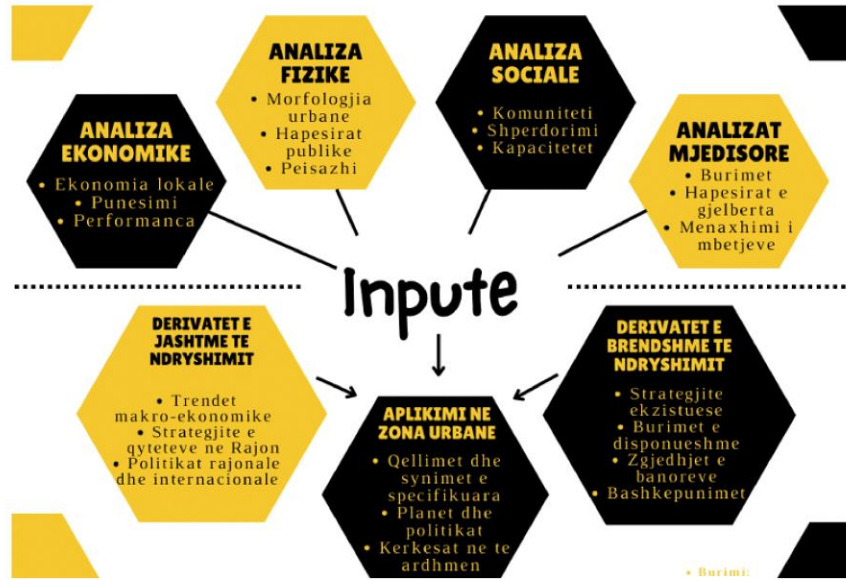 ANALIZA
EKONOMIKE
• Ekonomia lokale
• Punesimi
• Performanca
ANALIZA
FIZIKE
• Morfologjia
urbane
• Hapesirat
publike
• Peisazhi
ANALIZA
SOCIALE
• Komuniteti
• Shperdorimi
• Kapacitetet
ANALIZAT
MJEDISORE
• Burimet
• Hapesirat e
gjelberta
• Menaxhimi i
mbetjeve
Inpute
DERIVATET E
JASHTME TE
NDRYSHIMIT
• Trendet
makro-ekonomike
• Strategjite e
qyteteve ne Rajon
• Politikat rajonale
dhe internacionale
APLIKIMI NE
ZONA URBANE
• Qellimet dhe
synimet e
specifikuara
• Planet dhe
politikat
• Kerkesat ne te
ardhmen
DERIVATET E
BRENDSHME TE
NDRYSHIMIT
• Strategjite
ekzistuese
• Burimet e
disponueshme
• Zgjedhjet e
banoreve
• Bashkepunimet
• Burimi: